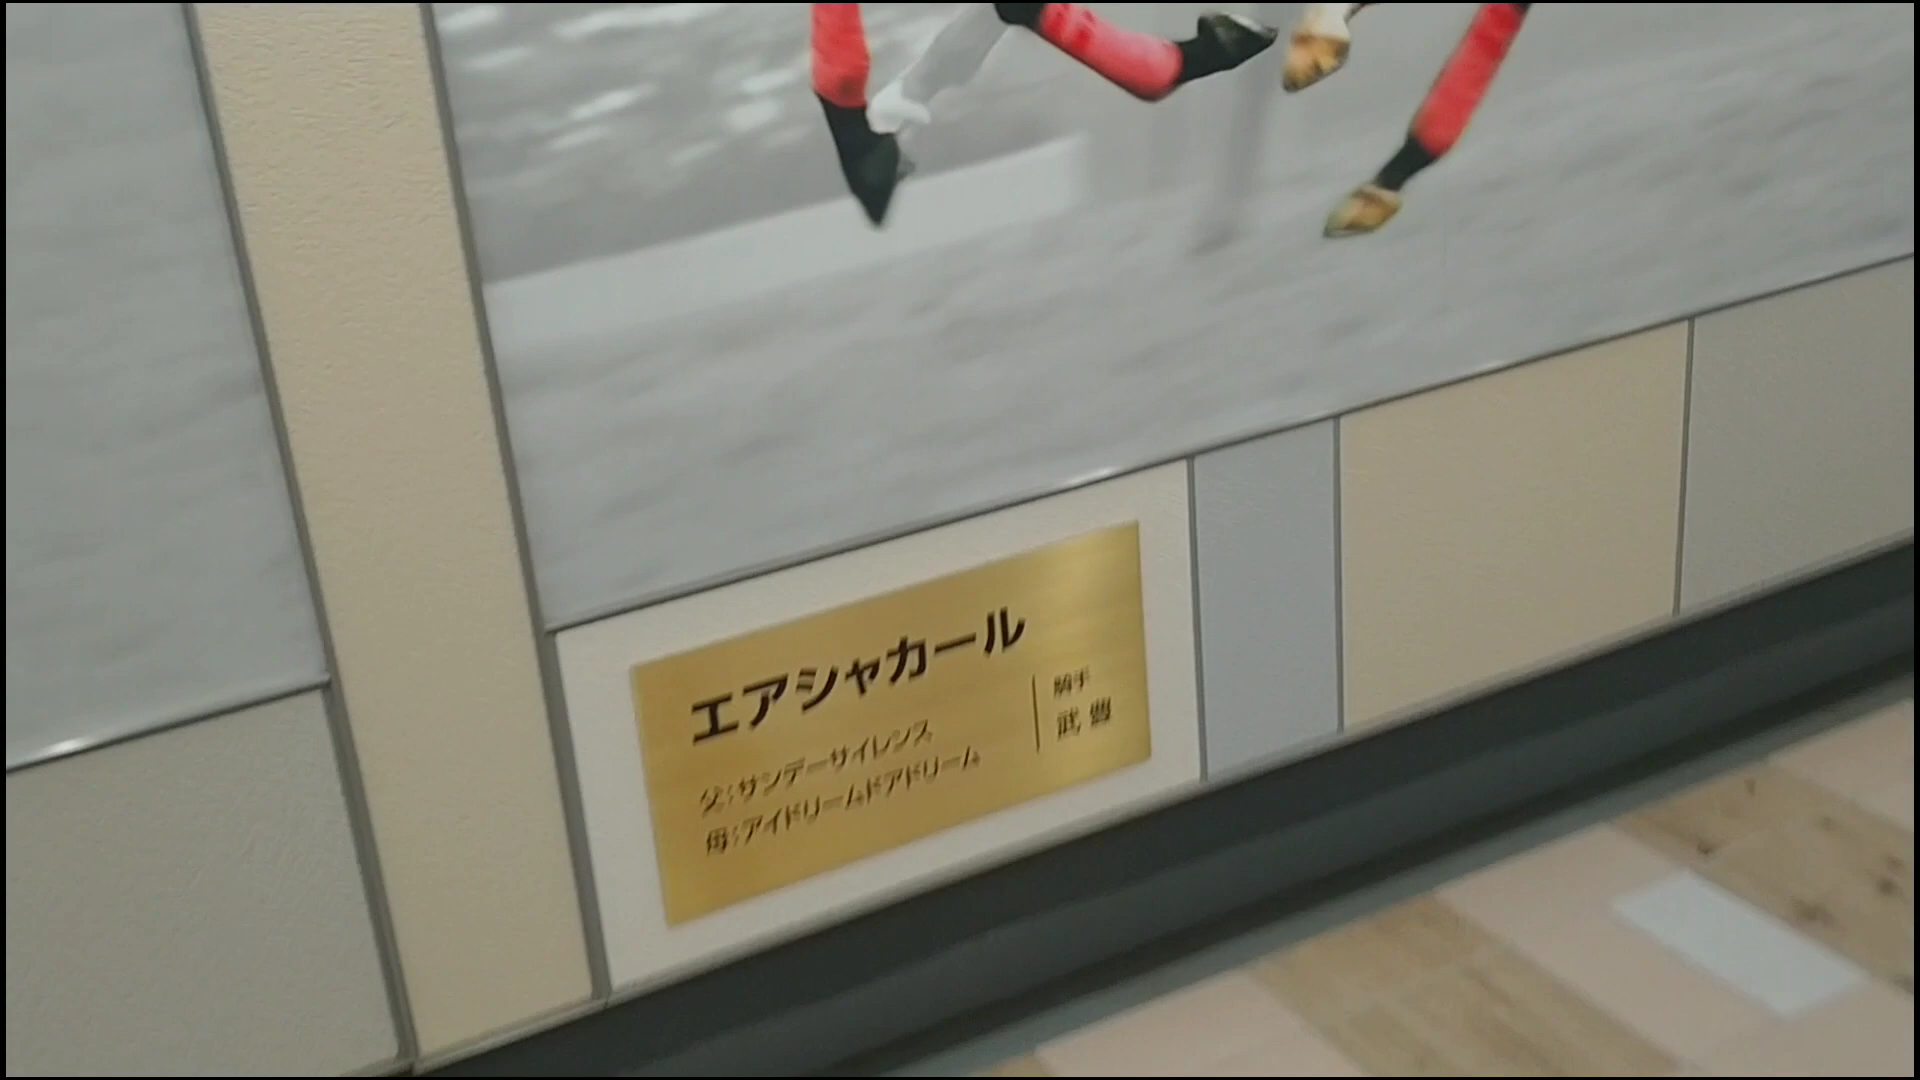 エアシャカール
父:サンデーサイレンス
母:アイドリームドアドリーム
騎手
武 豊